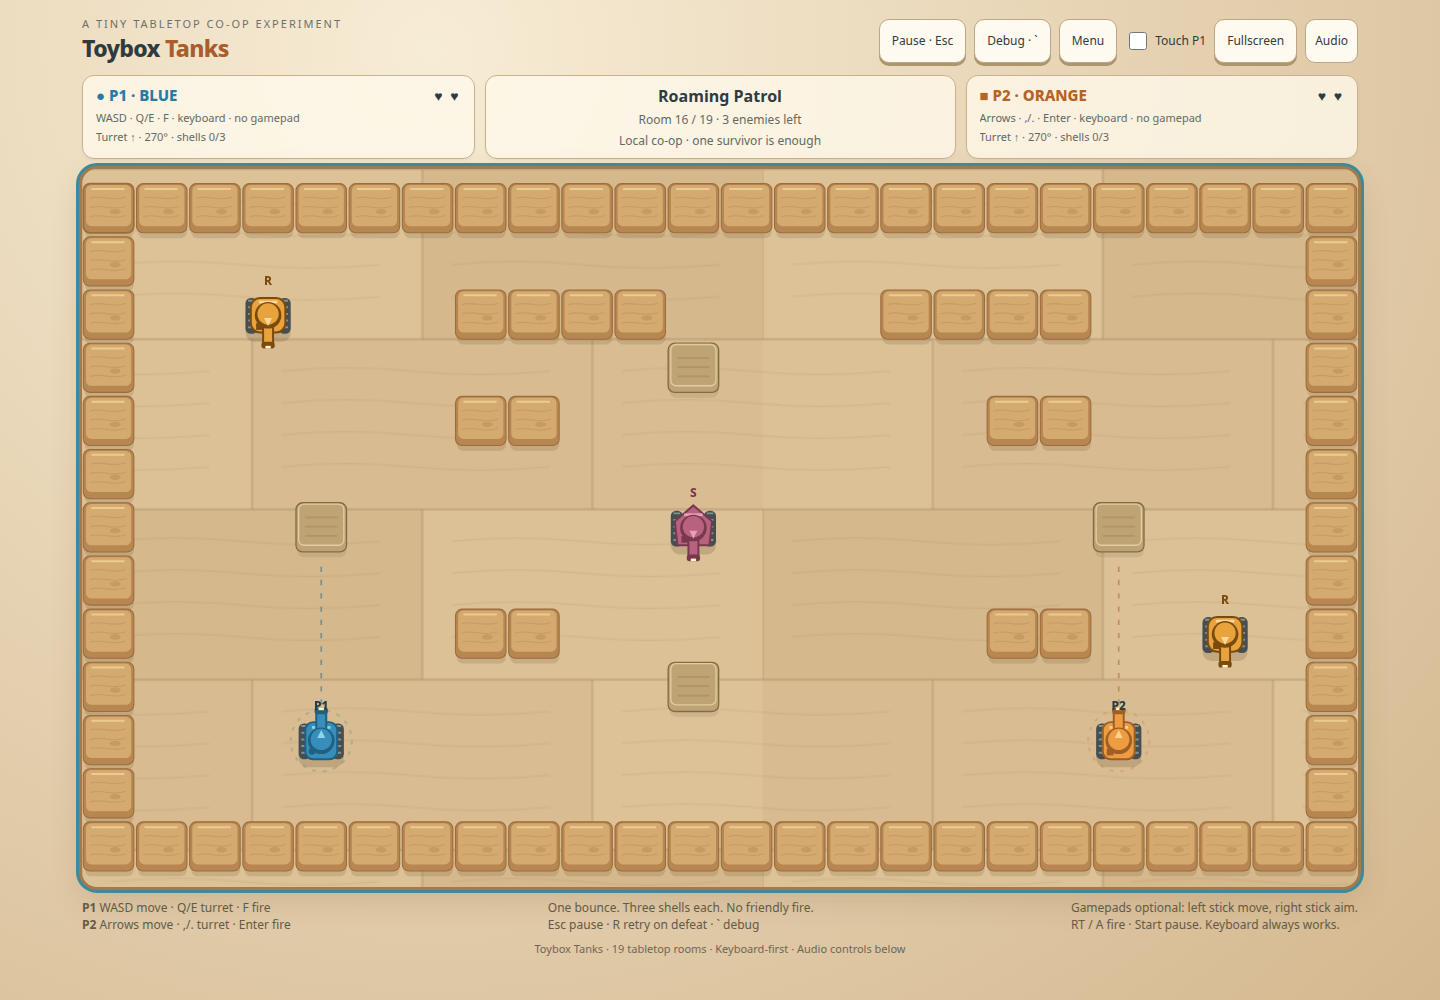 A TINY TABLETOP CO-OP EXPERIMENT
Toybox Tanks
Pause · Esc
Debug · `
Menu
Touch P1
Fullscreen
Audio
● P1 · BLUE ♥ ♥
WASD · Q/E · F · keyboard · no gamepad
Turret ↑ · 270° · shells 0/3
Roaming Patrol
Room 16 / 19 · 3 enemies left
Local co-op · one survivor is enough
■ P2 · ORANGE ♥ ♥
Arrows · ,/. · Enter · keyboard · no gamepad
Turret ↑ · 270° · shells 0/3
R
S
R
P1
P2
P1 WASD move · Q/E turret · F fire
P2 Arrows move · ,/. turret · Enter fire
One bounce. Three shells each. No friendly fire.
Esc pause · R retry on defeat · ` debug
Gamepads optional: left stick move, right stick aim.
RT / A fire · Start pause. Keyboard always works.
Toybox Tanks · 19 tabletop rooms · Keyboard-first · Audio controls below